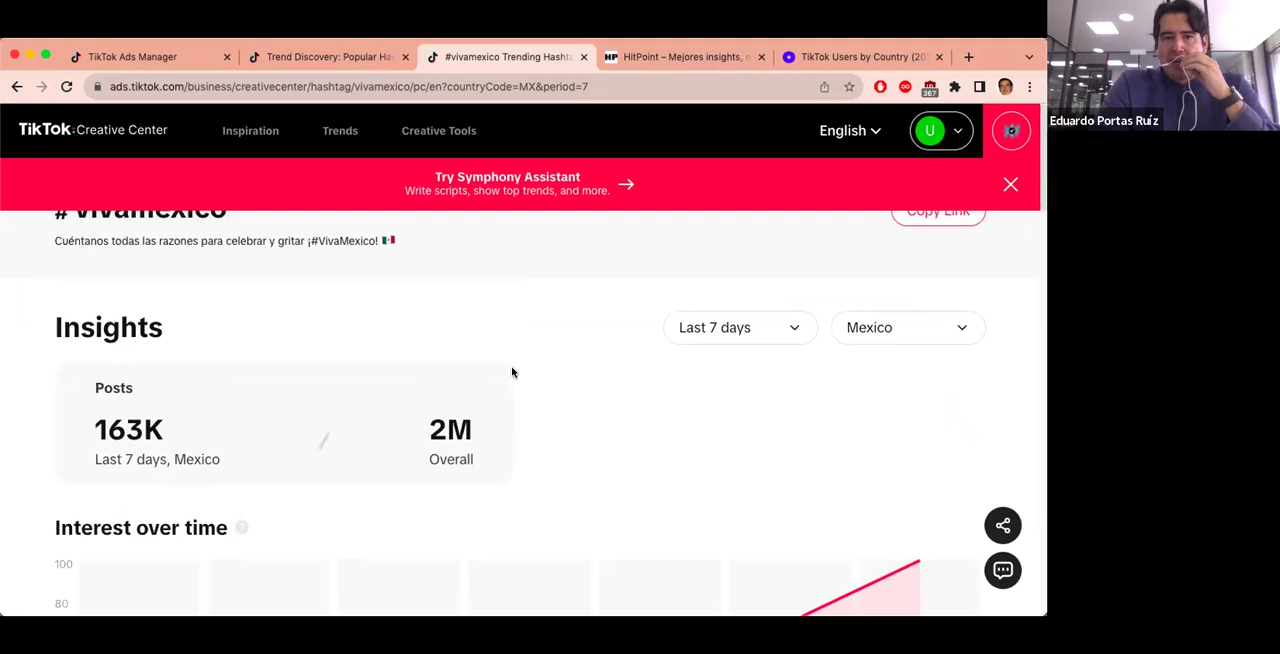 TikTok Ads Manager
Trend Discovery: Popular Ha
#vivamexico Trending Hashta
HP HitPoint – Mejores insights, n
TikTok Users by Country (20
ads.tiktok.com/business/creativecenter/hashtag/vivamexico/pc/en?countryCode=MX&period=7
367
TikTok: Creative Center
Inspiration
Trends
Creative Tools
English
U
Try Symphony Assistant
Write scripts, show top trends, and more.
# vivamexico
Copy Link
Cuéntanos todas las razones para celebrar y gritar ¡#VivaMexico! 🇲🇽
Insights
Last 7 days
Mexico
Posts
163K
2M
Last 7 days, Mexico
Overall
Interest over time
100
80
Eduardo Portas Ruíz